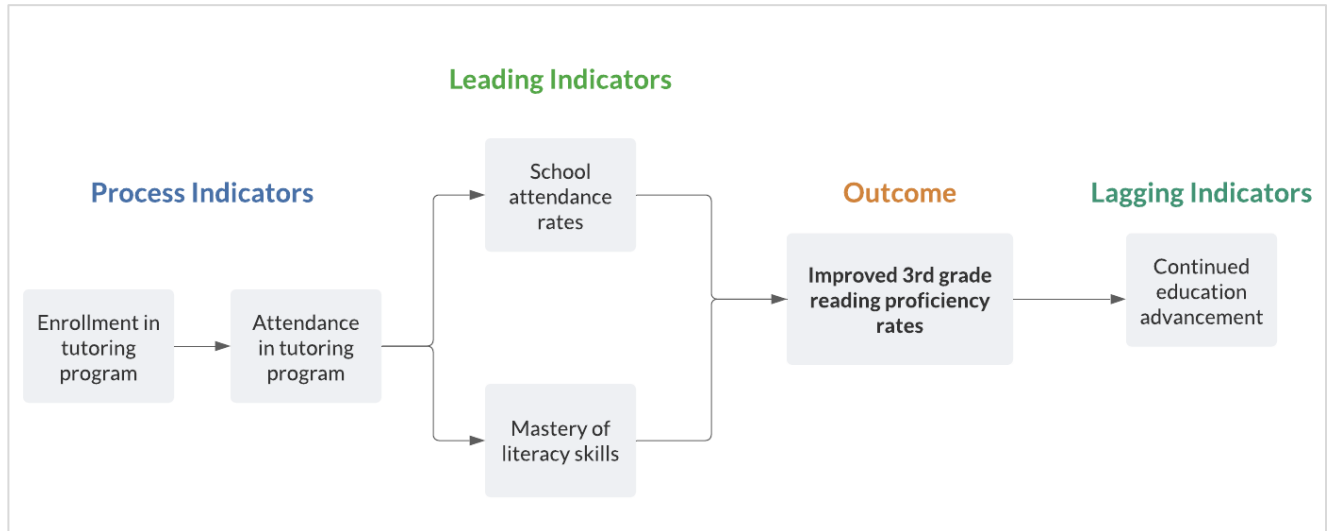 Leading Indicators
Process Indicators
Outcome
Lagging Indicators
Enrollment in
tutoring
program
Attendance
in tutoring
program
School
attendance
rates
Mastery of
literacy skills
Improved 3rd grade
reading proficiency
rates
Continued
education
advancement